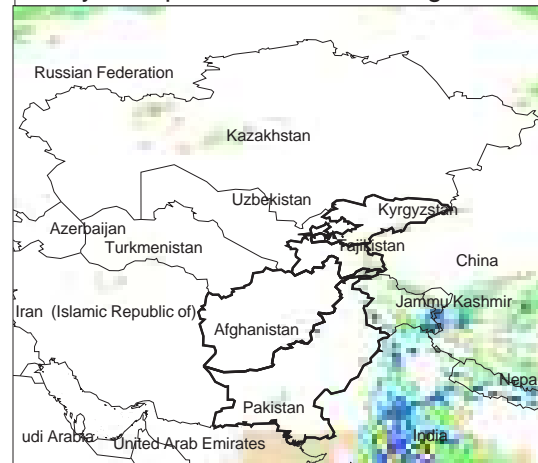 Russian Federation
Kazakhstan
Uzbekistan
Kyrgyzstan
Azerbaijan
Turkmenistan
Tajikistan
China
Jammu Kashmir
Iran (Islamic Republic of)
Afghanistan
Nepa
Pakistan
udi Arabia
United Arab Emirates
India